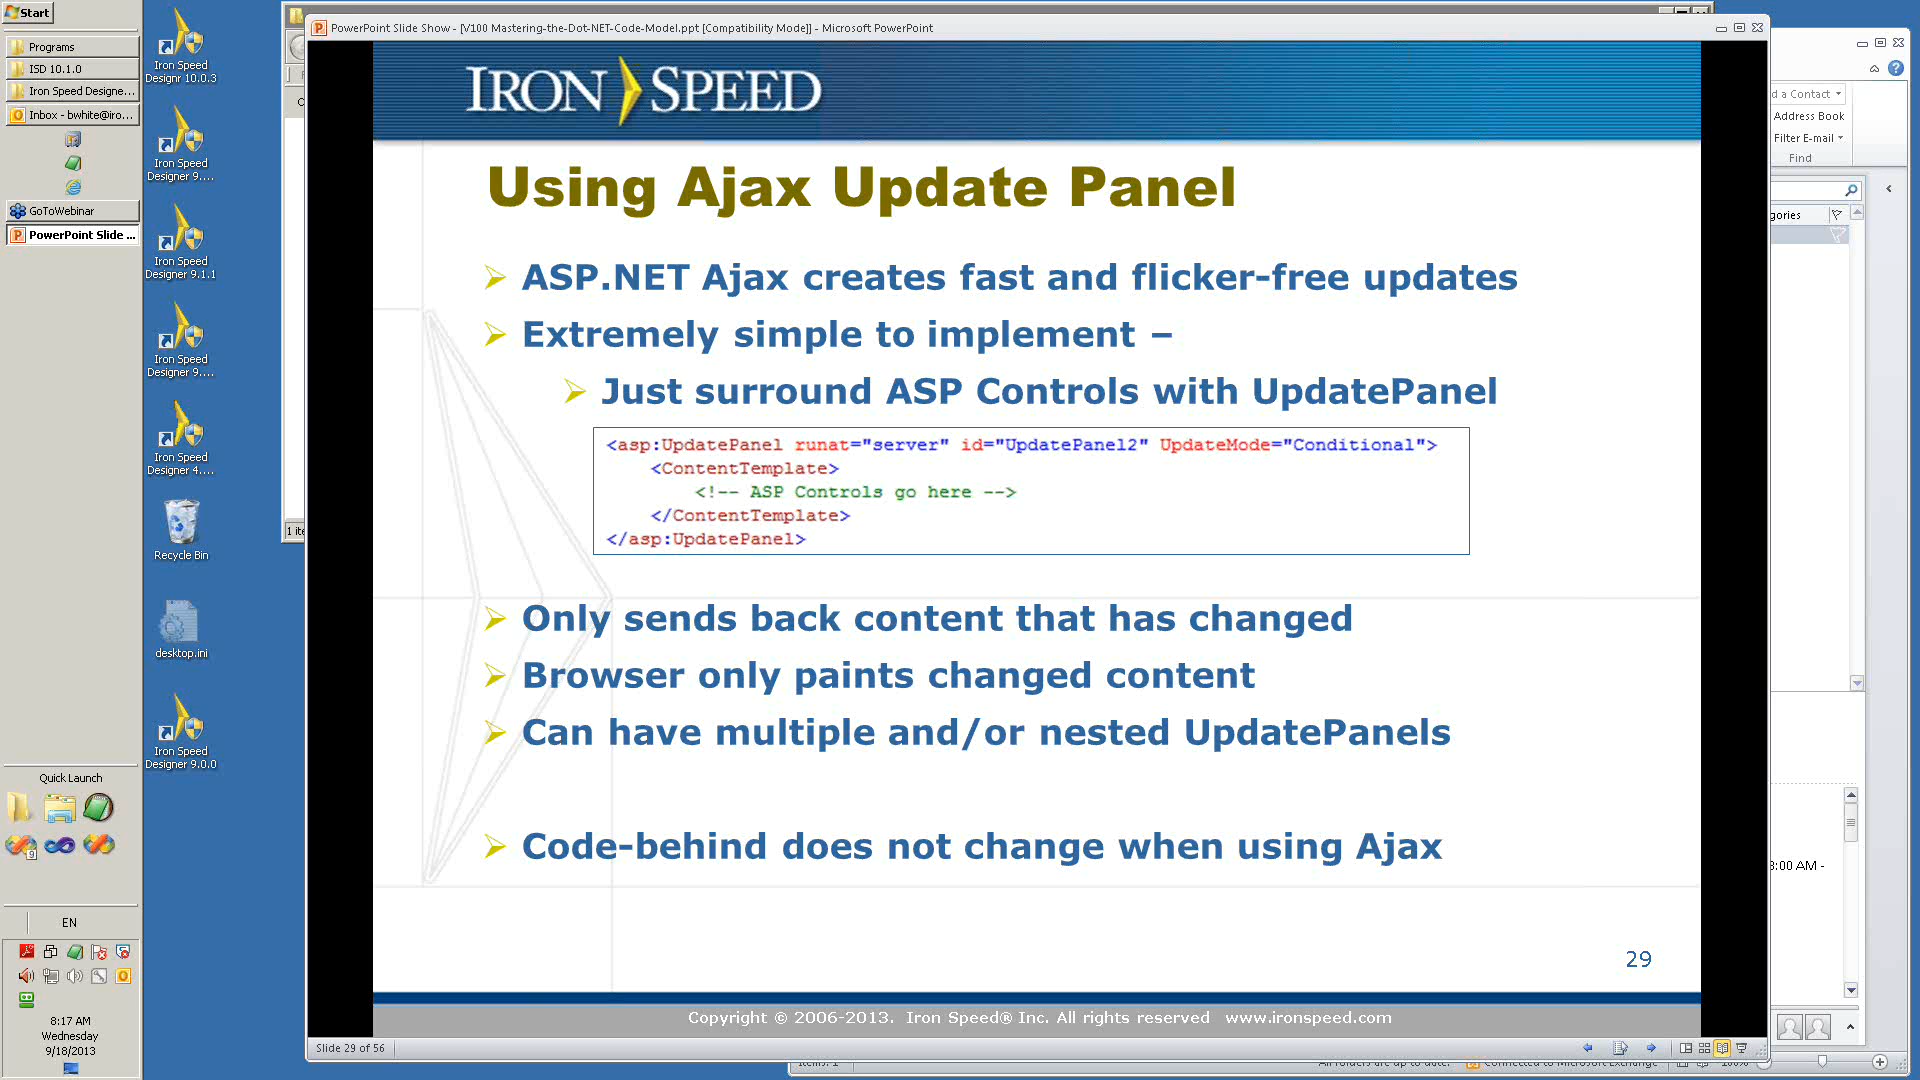 Start
Programs
ISD 10.1.0
Iron Speed Designe...
Inbox - bwhite@iro...
GoToWebinar
PowerPoint Slide ...
Iron Speed
Designr 10.0.3
Iron Speed
Designer 9....
Iron Speed
Designer 9.1.1
Iron Speed
Designer 9....
Iron Speed
Designer 4....
Recycle Bin
desktop.ini
Iron Speed
Designer 9.0.0
Quick Launch
EN
8:17 AM
Wednesday
9/18/2013
PowerPoint Slide Show - [V100 Mastering-the-Dot-NET-Code-Model.ppt [Compatibility Mode]] - Microsoft PowerPoint
IRON SPEED
Using Ajax Update Panel
ASP.NET Ajax creates fast and flicker-free updates
Extremely simple to implement –
Just surround ASP Controls with UpdatePanel
<asp:UpdatePanel runat="server" id="UpdatePanel2" UpdateMode="Conditional">
<ContentTemplate>
<!-- ASP Controls go here -->
</ContentTemplate>
</asp:UpdatePanel>
Only sends back content that has changed
Browser only paints changed content
Can have multiple and/or nested UpdatePanels
Code-behind does not change when using Ajax
29
Copyright © 2006-2013. Iron Speed® Inc. All rights reserved www.ironspeed.com
Slide 29 of 56
d a Contact
Address Book
Filter E-mail
Find
gories
:00 AM -
1 ite